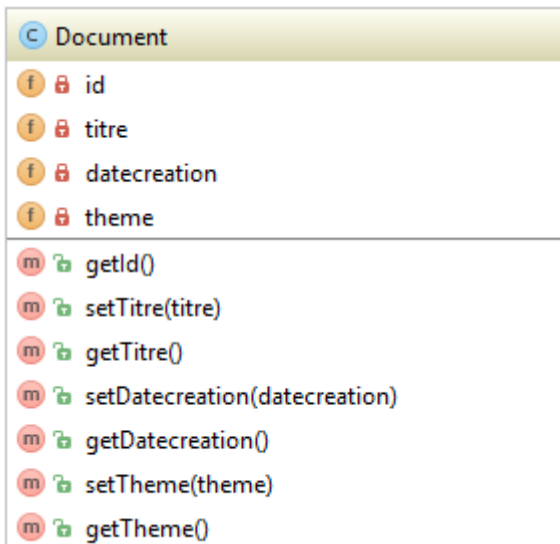 C Document
f id
f titre
f datecreation
f theme
m getId()
m setTitre(titre)
m getTitre()
m setDatecreation(datecreation)
m getDatecreation()
m setTheme(theme)
m getTheme()